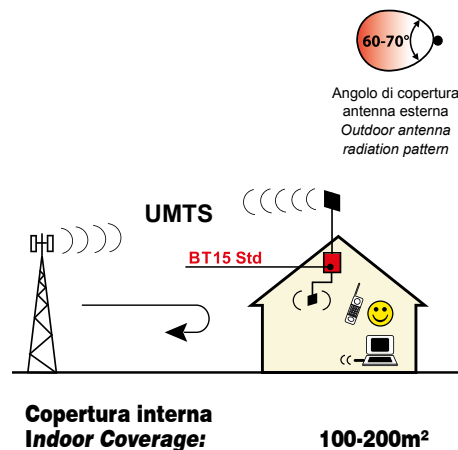 60-70°
Angolo di copertura
antenna esterna
Outdoor antenna
radiation pattern
UMTS
BT15 Std
Copertura interna
Indoor Coverage: 100-200m²